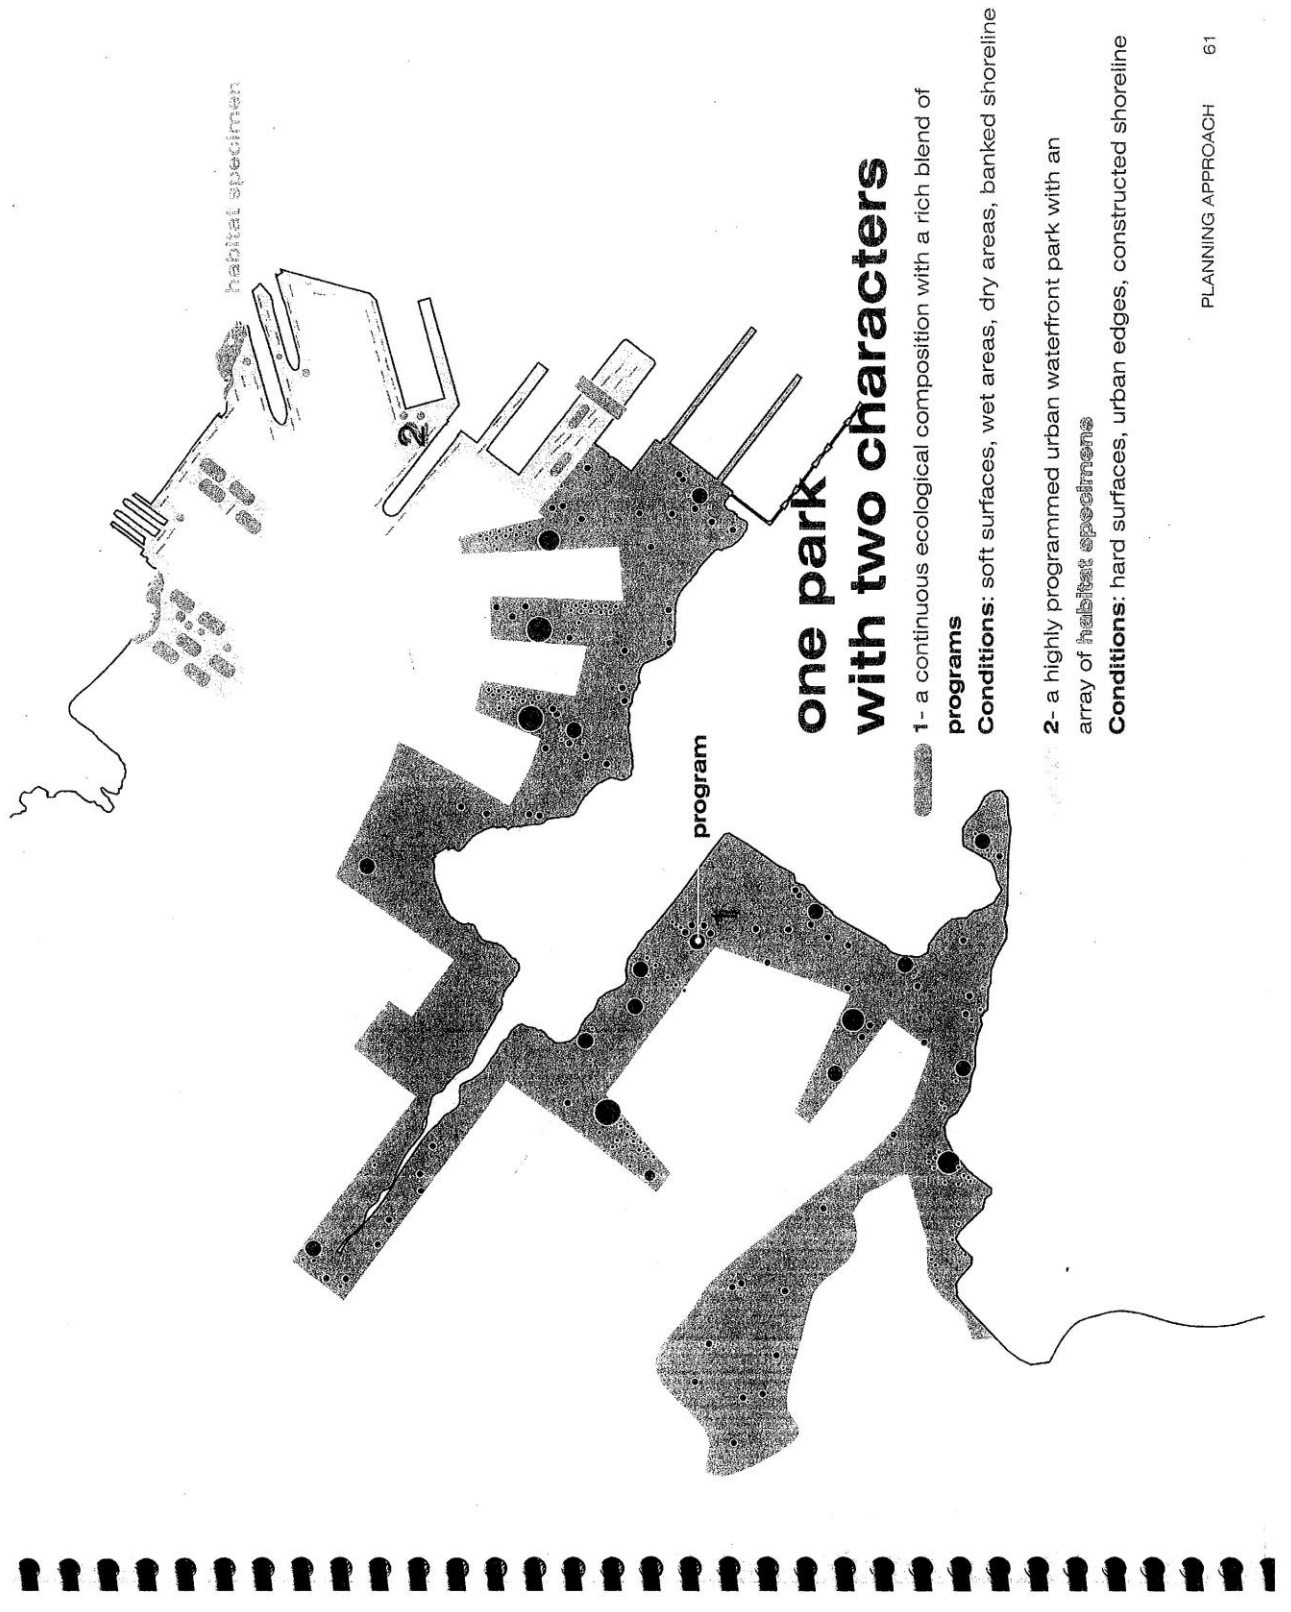 habitat specimen
2
program
1
one park
with two characters
1- a continuous ecological composition with a rich blend of
programs
Conditions: soft surfaces, wet areas, dry areas, banked shoreline
2- a highly programmed urban waterfront park with an
array of habitat specimens
Conditions: hard surfaces, urban edges, constructed shoreline
PLANNING APPROACH 61